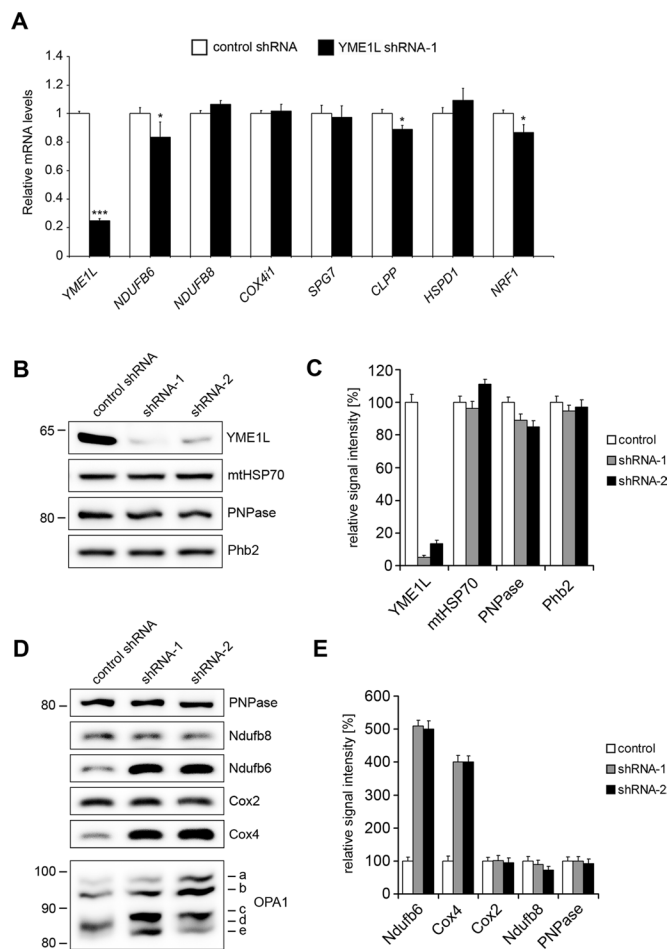 A
control shRNA YME1L shRNA-1
Relative mRNA levels
1.4
1.2
1
0.8
0.6
0.4
0.2
0
***
*
*
*
YME1L NDUFB6 NDUFB8 COX4i1 SPG7 CLPP HSPD1 NRF1
B
control shRNA shRNA-1 shRNA-2
65 YME1L
mtHSP70
80 PNPase
Phb2
C
relative signal intensity [%]
120
100
80
60
40
20
0
control
shRNA-1
shRNA-2
YME1L mtHSP70 PNPase Phb2
D
control shRNA shRNA-1 shRNA-2
80 PNPase
Ndufb8
Ndufb6
Cox2
Cox4
100 a
b
90 c OPA1
d
80 e
E
relative signal intensity [%]
600
500
400
300
200
100
0
control
shRNA-1
shRNA-2
Ndufb6 Cox4 Cox2 Ndufb8 PNPase